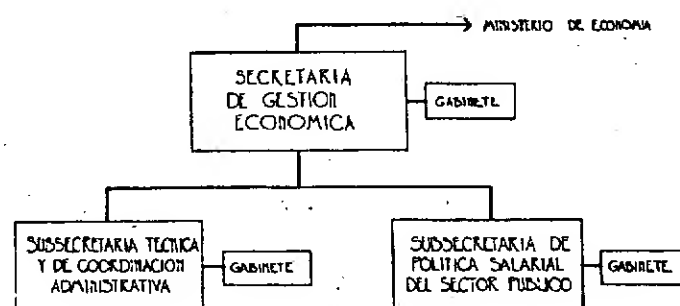 MINISTERIO DE ECONOMIA
SECRETARIA
DE GESTION
ECONOMICA
GABINETE
SUBSECRETARIA TECNICA
Y DE COORDINACION
ADMINISTRATIVA
GABINETE
SUBSECRETARIA DE
POLITICA SALARIAL
DEL SECTOR PUBLICO
GABINETE